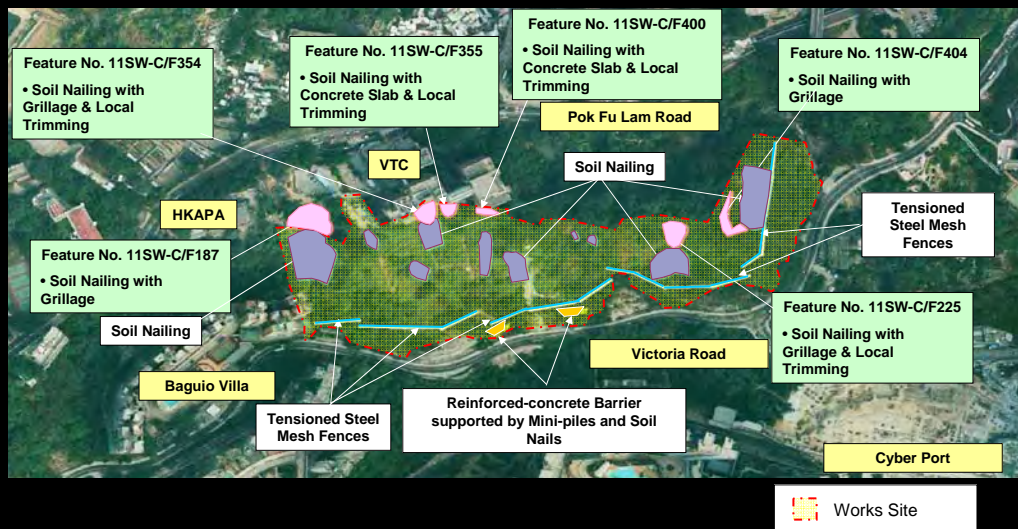 Feature No. 11SW-C/F354
• Soil Nailing with
Grillage & Local
Trimming
Feature No. 11SW-C/F355
• Soil Nailing with
Concrete Slab & Local
Trimming
Feature No. 11SW-C/F400
• Soil Nailing with
Concrete Slab & Local
Trimming
Feature No. 11SW-C/F404
• Soil Nailing with
Grillage
Pok Fu Lam Road
VTC
Soil Nailing
HKAPA
Tensioned
Steel Mesh
Fences
Feature No. 11SW-C/F187
• Soil Nailing with
Grillage
Soil Nailing
Feature No. 11SW-C/F225
• Soil Nailing with
Grillage & Local
Trimming
Victoria Road
Baguio Villa
Tensioned Steel
Mesh Fences
Reinforced-concrete Barrier
supported by Mini-piles and Soil
Nails
Cyber Port
Works Site